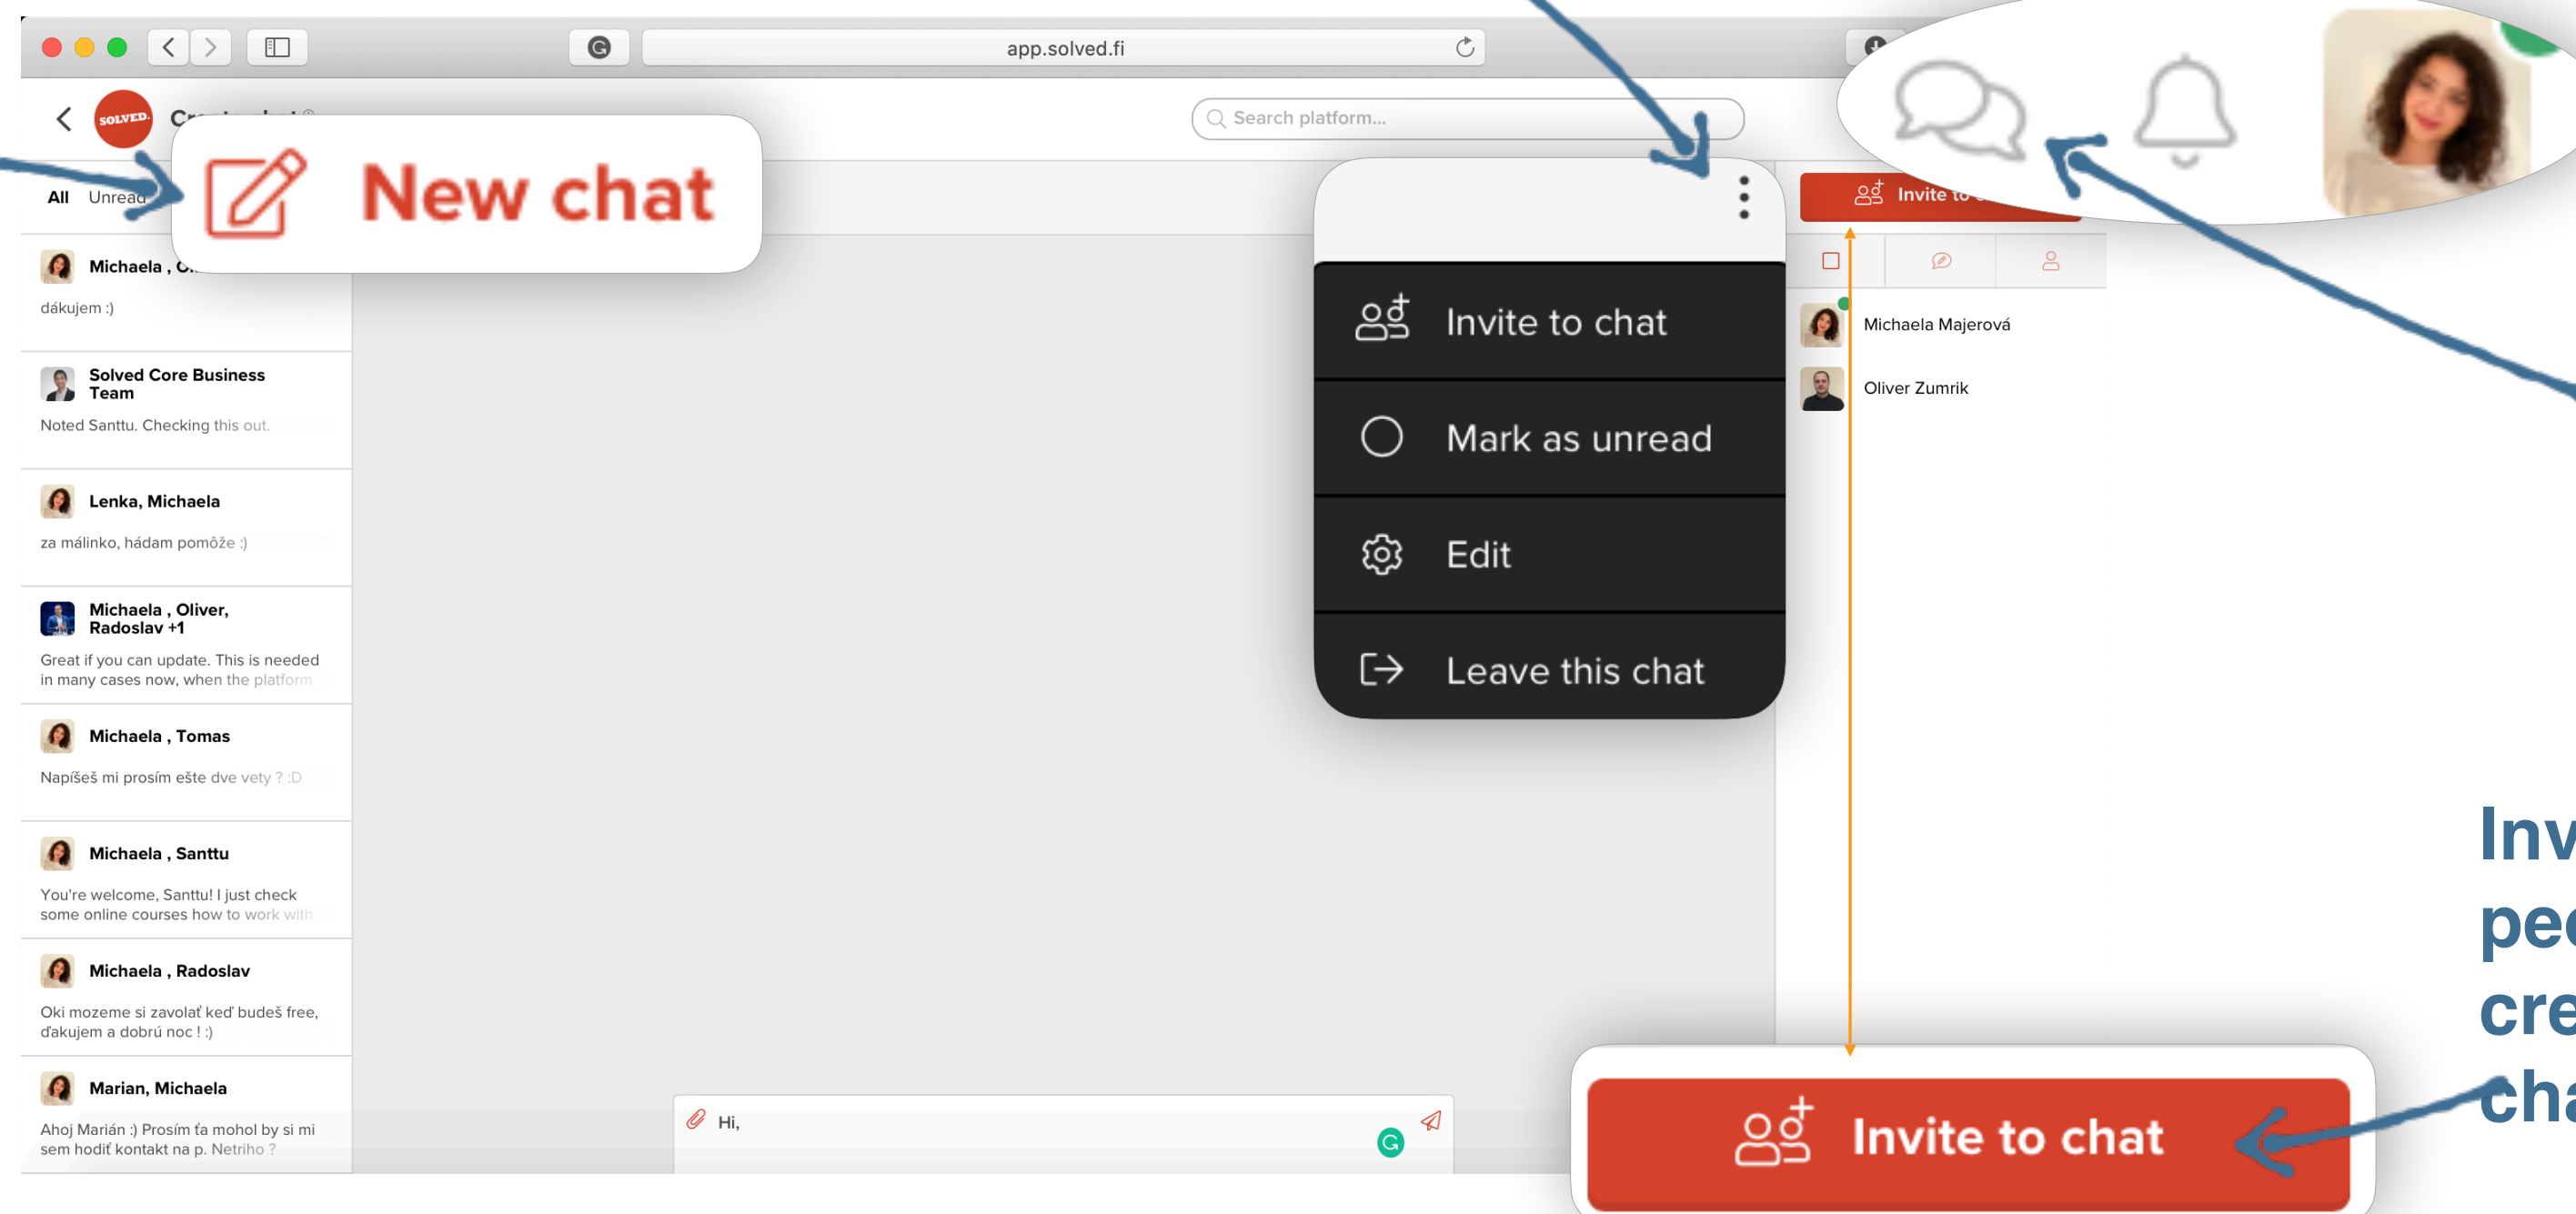 app.solved.fi
SOLVED.
Search platform...
New chat
All Unread
Invite to
Michaela ,
dákujem :)
Invite to chat
Mark as unread
Edit
Leave this chat
Michaela Majerová
Oliver Zumrik
Solved Core Business
Team
Noted Santtu. Checking this out.
Lenka, Michaela
za málinko, hádam pomôže :)
Michaela , Oliver,
Radoslav +1
Great if you can update. This is needed
in many cases now, when the platform
Michaela , Tomas
Napíšeš mi prosím ešte dve vety ? :D
Michaela , Santtu
You're welcome, Santtu! I just check
some online courses how to work with
Michaela , Radoslav
Oki mozeme si zavolať keď budeš free,
ďakujem a dobrú noc ! :)
Marian, Michaela
Ahoj Marián :) Prosím ťa mohol by si mi
sem hodiť kontakt na p. Netriho ?
Hi,
Invite to chat